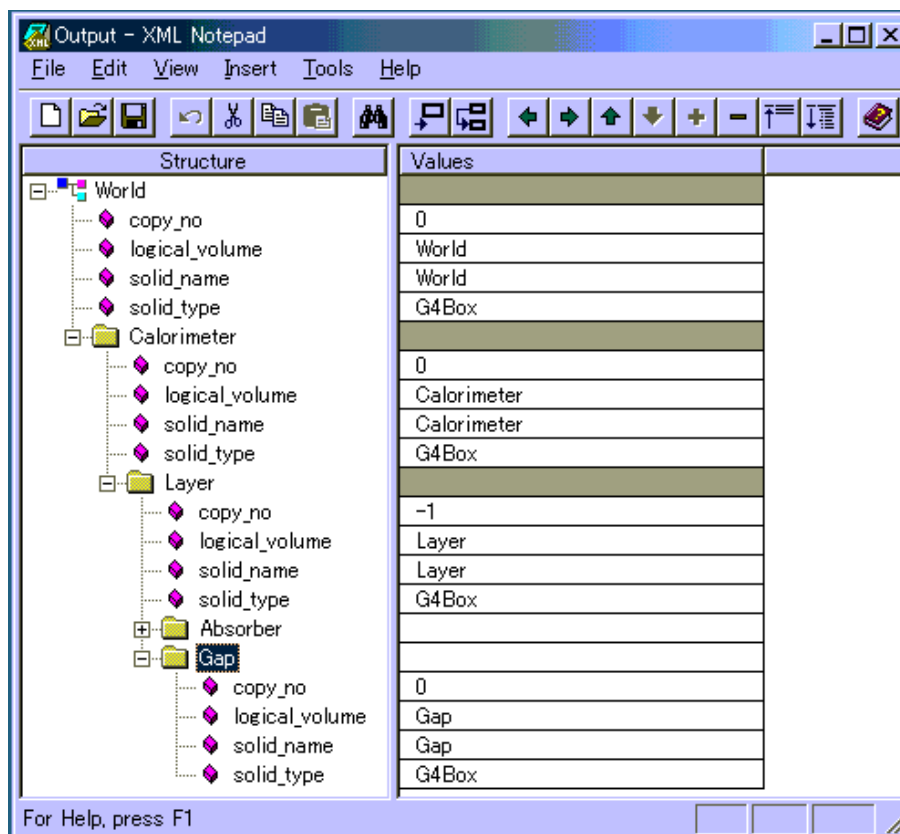 Output - XML Notepad
File Edit View Insert Tools Help
Structure Values
World
copy_no 0
logical_volume World
solid_name World
solid_type G4Box
Calorimeter
copy_no 0
logical_volume Calorimeter
solid_name Calorimeter
solid_type G4Box
Layer
copy_no -1
logical_volume Layer
solid_name Layer
solid_type G4Box
Absorber
Gap
copy_no 0
logical_volume Gap
solid_name Gap
solid_type G4Box
For Help, press F1